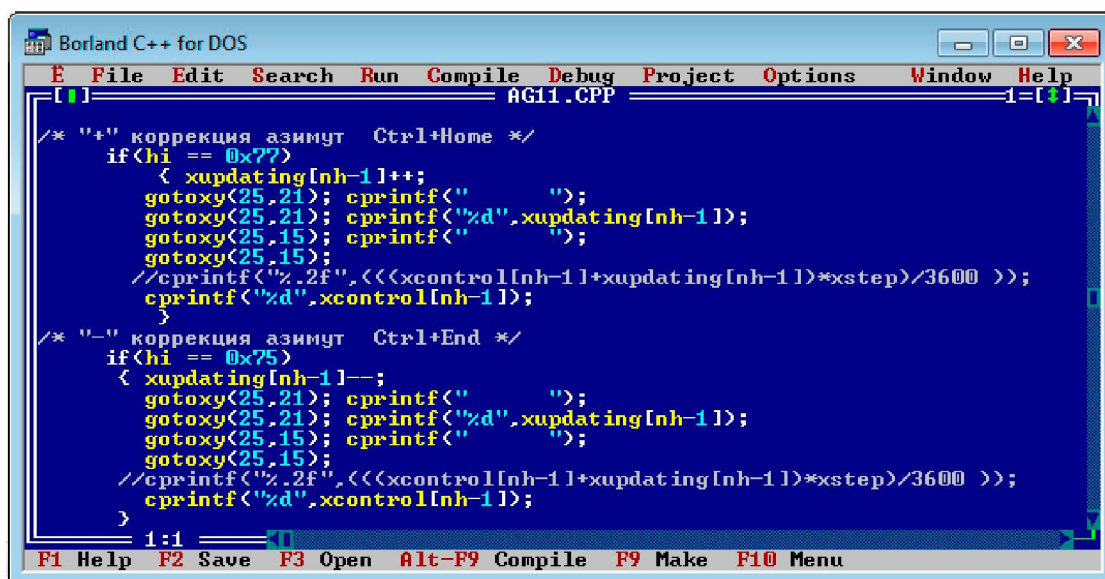 Borland C++ for DOS
Ë File Edit Search Run Compile Debug Project Options Window Help
[▮] AG11.CPP 1=[↕]
/* "+" коррекция азимут Ctrl+Home */
if(hi == 0x77)
{ xupdating[nh-1]++;
gotoxy(25,21); cprintf("      ");
gotoxy(25,21); cprintf("%d",xupdating[nh-1]);
gotoxy(25,15); cprintf("      ");
gotoxy(25,15);
//cprintf("%.2f",(((xcontrol[nh-1]+xupdating[nh-1])*xstep)/3600 ));
cprintf("%d",xcontrol[nh-1]);
}
/* "-" коррекция азимут Ctrl+End */
if(hi == 0x75)
{ xupdating[nh-1]--;
gotoxy(25,21); cprintf("       ");
gotoxy(25,21); cprintf("%d",xupdating[nh-1]);
gotoxy(25,15); cprintf("      ");
gotoxy(25,15);
//cprintf("%.2f",(((xcontrol[nh-1]+xupdating[nh-1])*xstep)/3600 ));
cprintf("%d",xcontrol[nh-1]);
}
1:1
F1 Help F2 Save F3 Open Alt-F9 Compile F9 Make F10 Menu